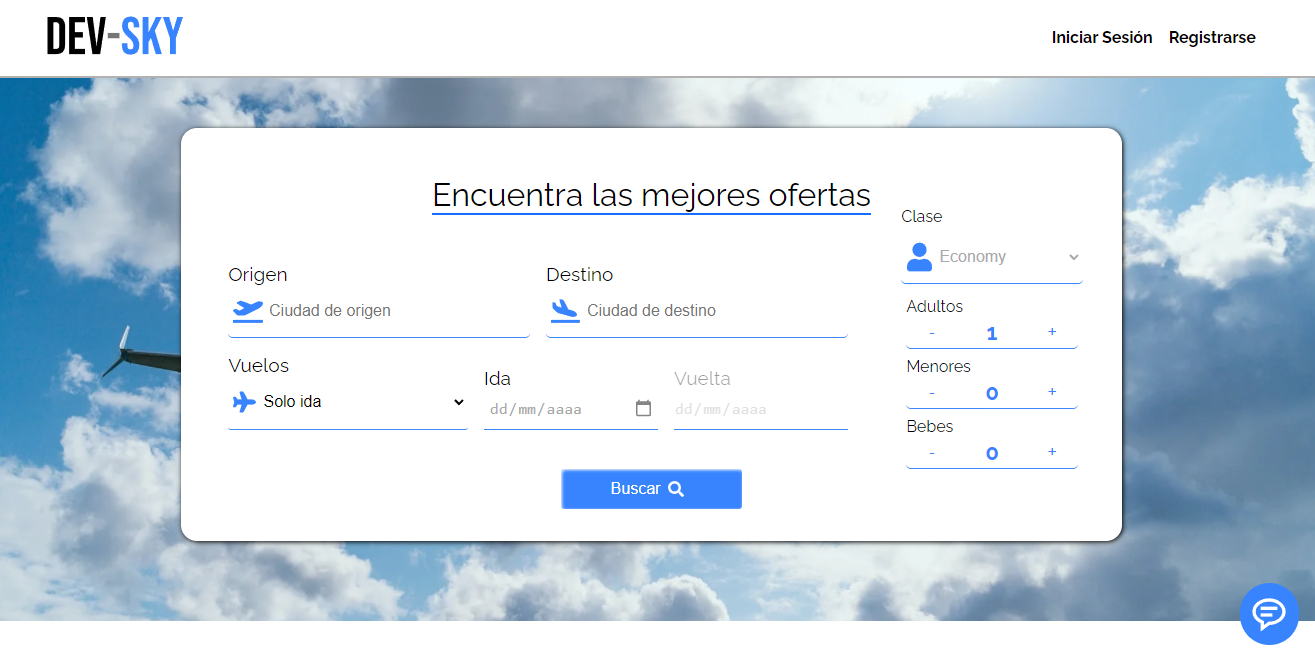 DEV-SKY
Iniciar Sesión Registrarse
Encuentra las mejores ofertas
Origen
Ciudad de origen
Destino
Ciudad de destino
Vuelos
Solo ida
Ida
dd/mm/aaaa
Vuelta
dd/mm/aaaa
Clase
Economy
Adultos
- 1 +
Menores
- 0 +
Bebes
- 0 +
Buscar